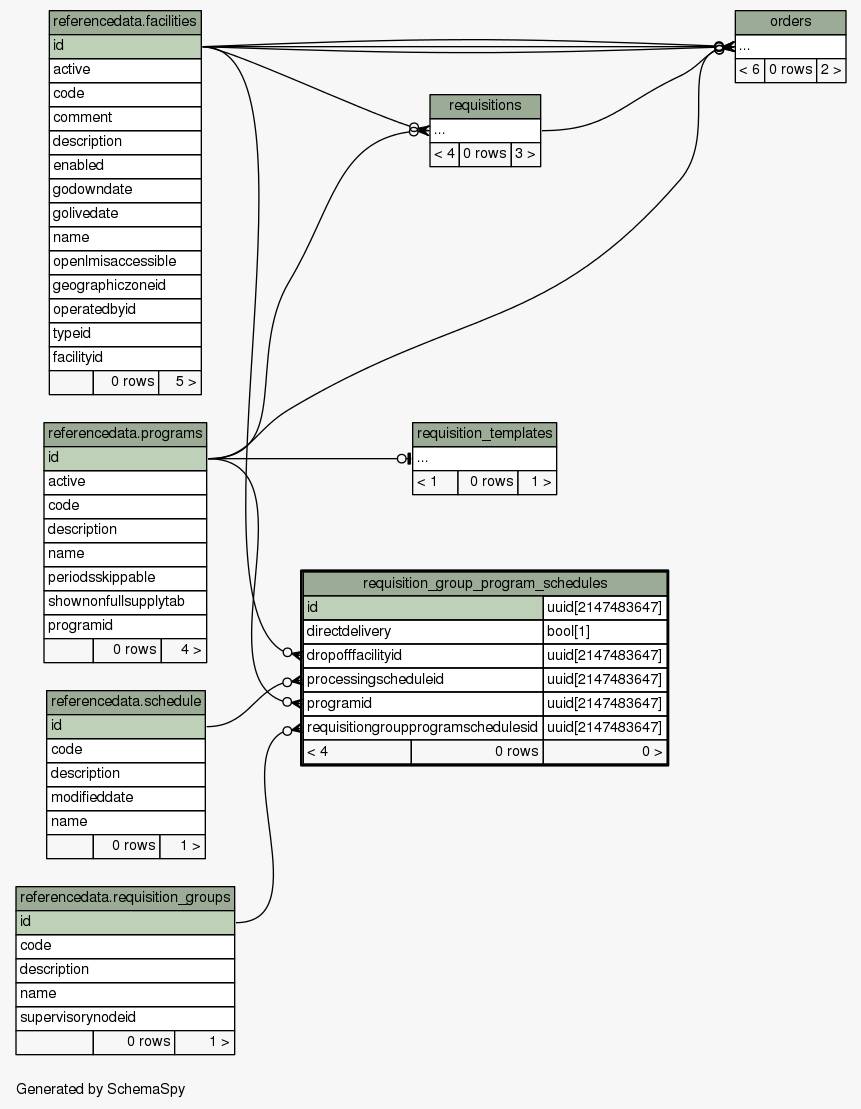 referencedata.facilities
id
active
code
comment
description
enabled
godowndate
golivedate
name
openlmisaccessible
geographiczoneid
operatedbyid
typeid
facilityid
0 rows 5 >
orders
...
< 6 0 rows 2 >
requisitions
...
< 4 0 rows 3 >
referencedata.programs
id
active
code
description
name
periodsskippable
shownonfullsupplytab
programid
0 rows 4 >
requisition_templates
...
< 1 0 rows 1 >
requisition_group_program_schedules
id uuid[2147483647]
directdelivery bool[1]
dropofffacilityid uuid[2147483647]
processingscheduleid uuid[2147483647]
programid uuid[2147483647]
requisitiongroupprogramschedulesid uuid[2147483647]
< 4 0 rows 0 >
referencedata.schedule
id
code
description
modifieddate
name
0 rows 1 >
referencedata.requisition_groups
id
code
description
name
supervisorynodeid
0 rows 1 >
Generated by SchemaSpy